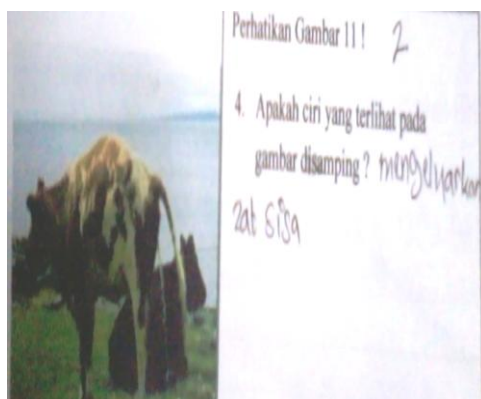 Perhatikan Gambar 11 ! 2
4. Apakah ciri yang terlihat pada
gambar disamping ? mengeluarkan
zat sisa